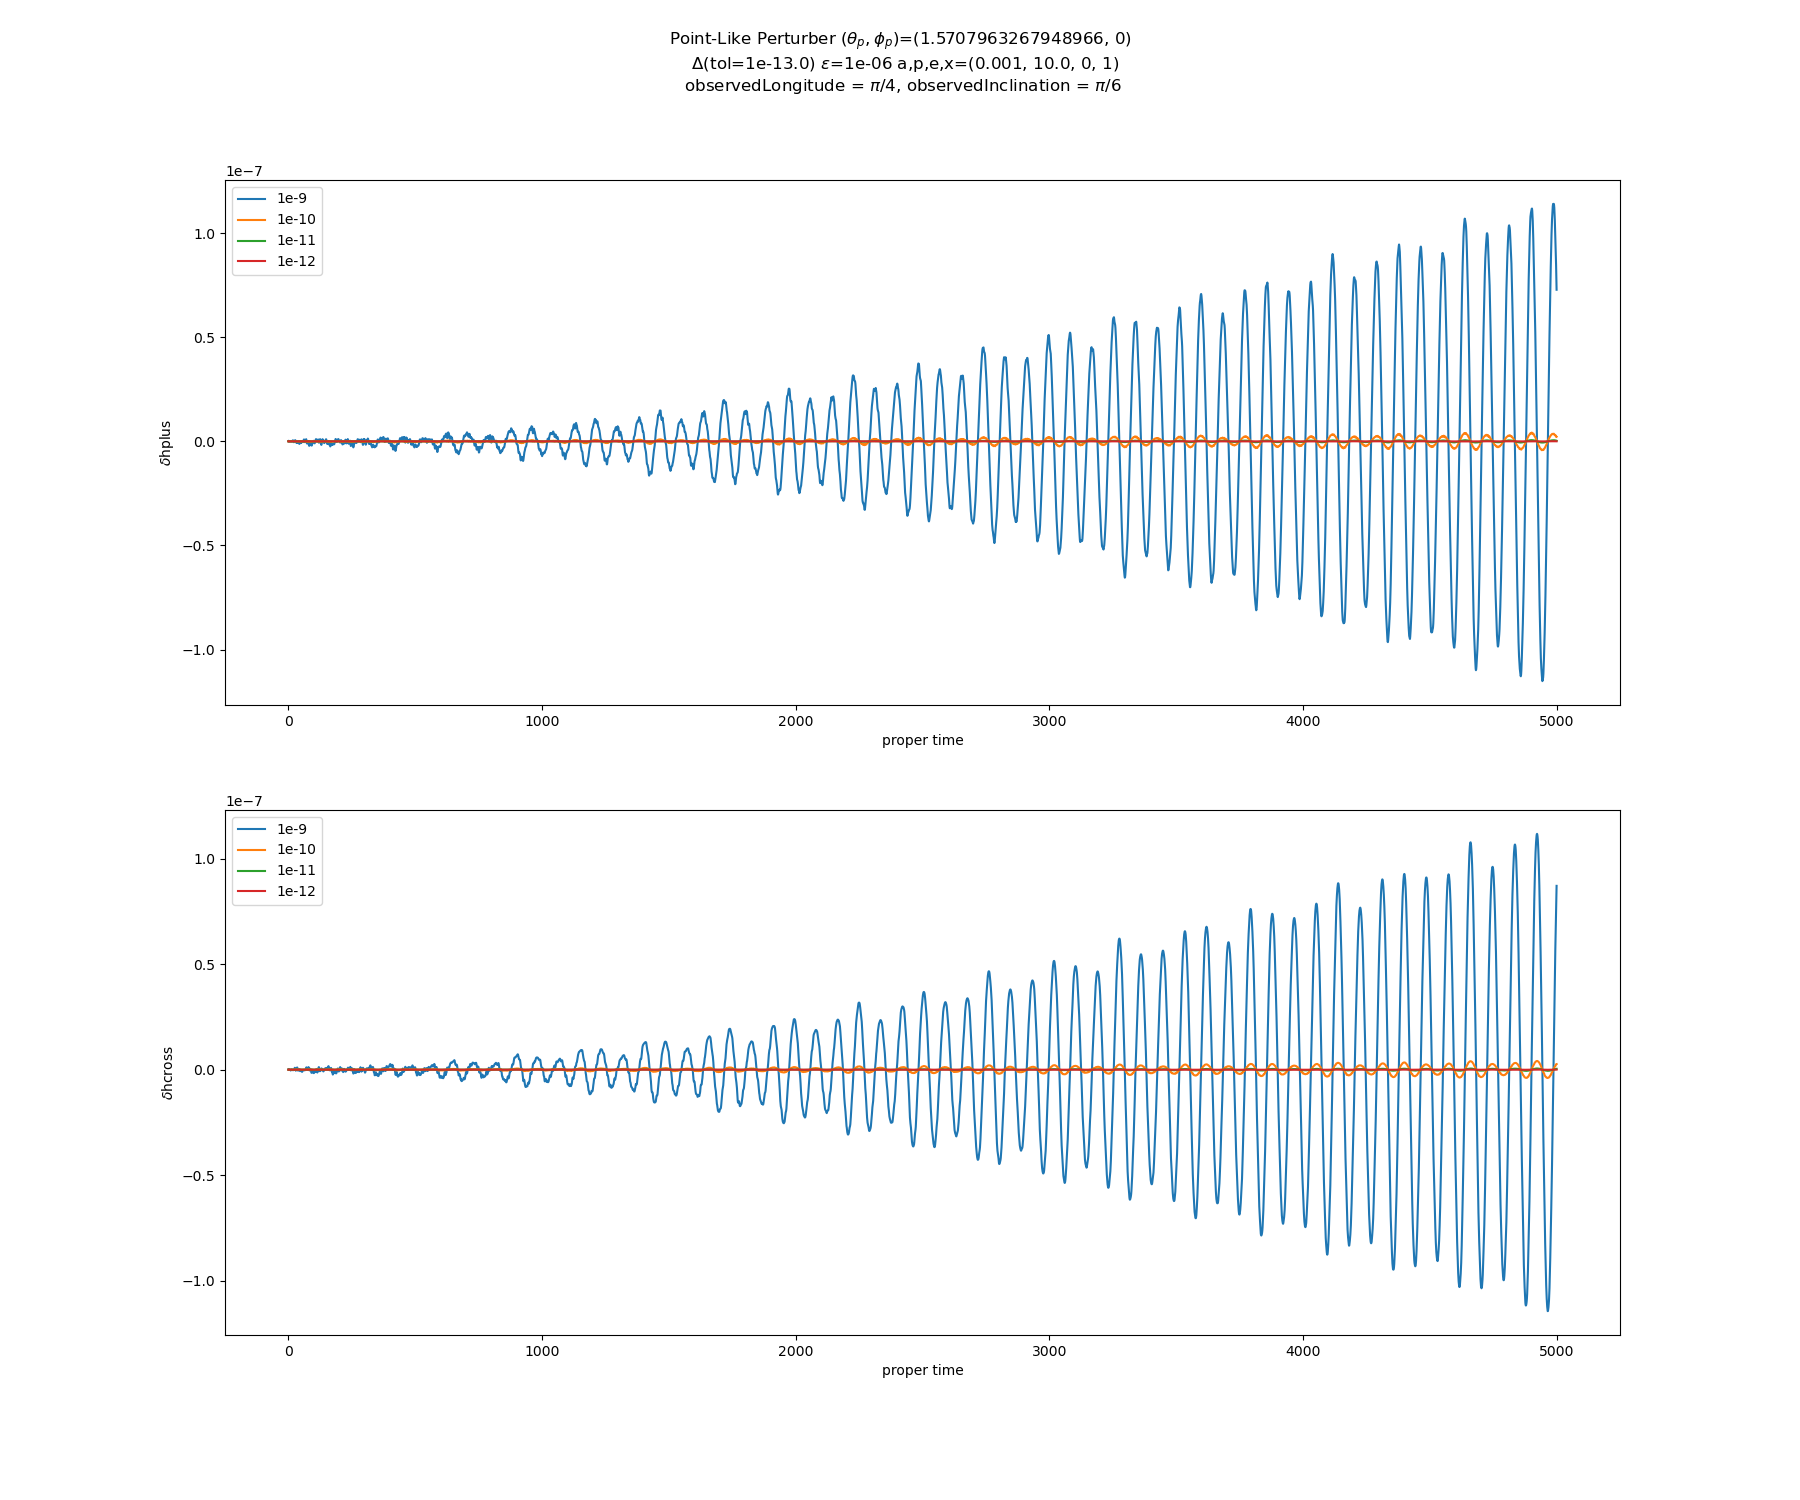 Point-Like Perturber (θp, ϕp)=(1.5707963267948966, 0)
Δ(tol=1e-13.0) ε=1e-06 a,p,e,x=(0.001, 10.0, 0, 1)
observedLongitude = π/4, observedInclination = π/6
1e−7
1e-9
1e-10
1e-11
1e-12
1.0
0.5
0.0
−0.5
−1.0
δhplus
0 1000 2000 3000 4000 5000
proper time
1e−7
1e-9
1e-10
1e-11
1e-12
1.0
0.5
0.0
−0.5
−1.0
δhcross
0 1000 2000 3000 4000 5000
proper time